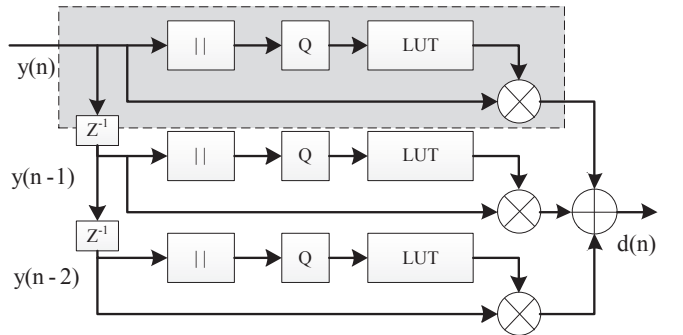 y(n)
| | Q LUT
Z-1
y(n-1)
| | Q LUT
d(n)
Z-1
y(n-2)
| | Q LUT